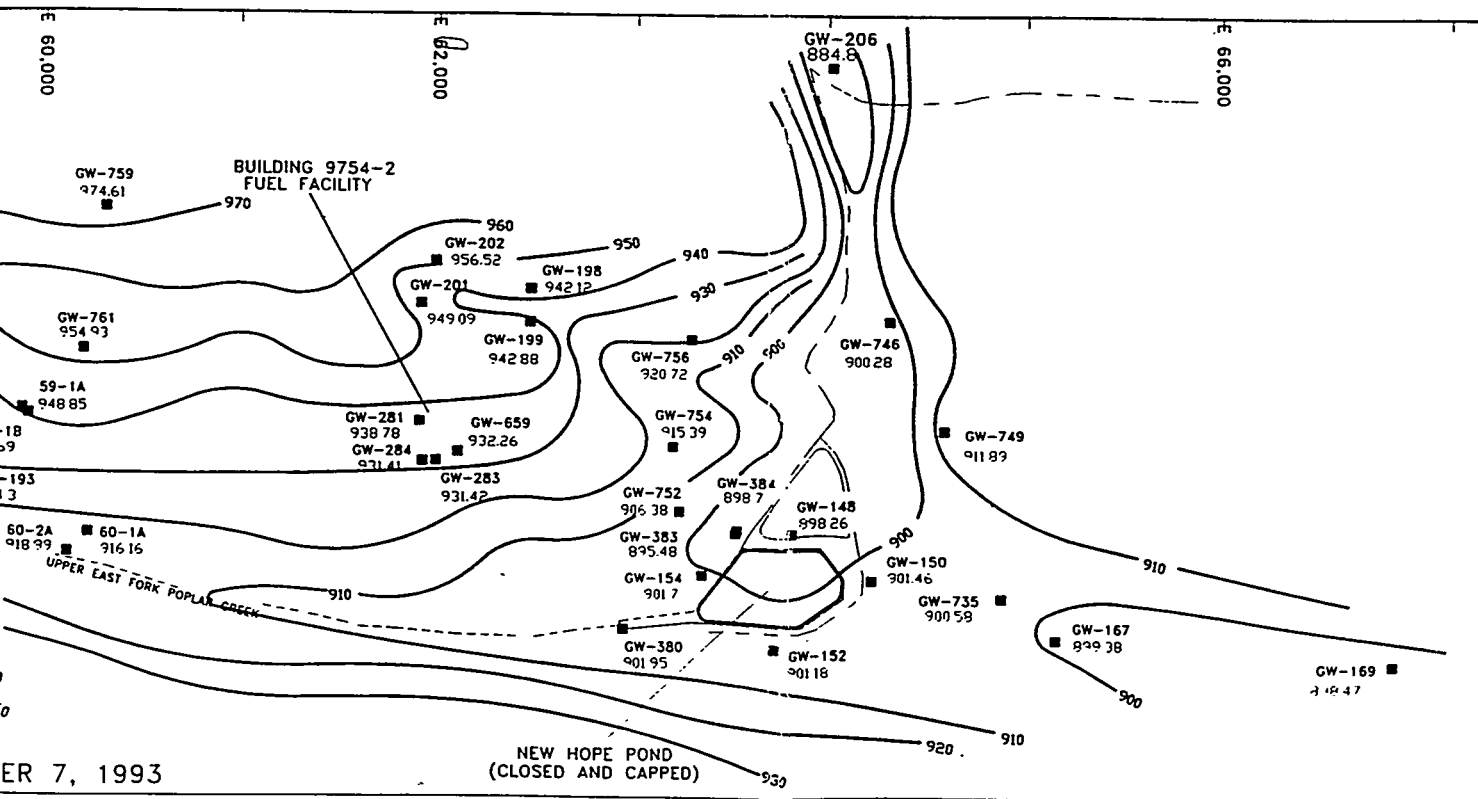 E 60,000
E 62,000
E 66,000
GW-206
884.8
GW-759
974.61
BUILDING 9754-2
FUEL FACILITY
970
960
950
940
930
GW-202
956.52
GW-198
942.12
GW-201
949.09
GW-761
954.93
GW-199
942.88
GW-756
920.72
910
900
GW-746
900.28
59-1A
948.85
GW-281
938.78
GW-659
932.26
GW-754
915.39
GW-749
911.89
GW-284
931.41
GW-283
931.42
-193
GW-752
906.38
GW-384
898.7
GW-148
898.26
60-2A
918.99
60-1A
916.16
GW-383
895.48
900
GW-154
901.7
GW-150
901.46
910
UPPER EAST FORK POPLAR CREEK
910
GW-735
900.58
GW-380
901.95
GW-152
901.18
GW-167
899.38
GW-169
900
910
920
930
NEW HOPE POND
(CLOSED AND CAPPED)
ER 7, 1993